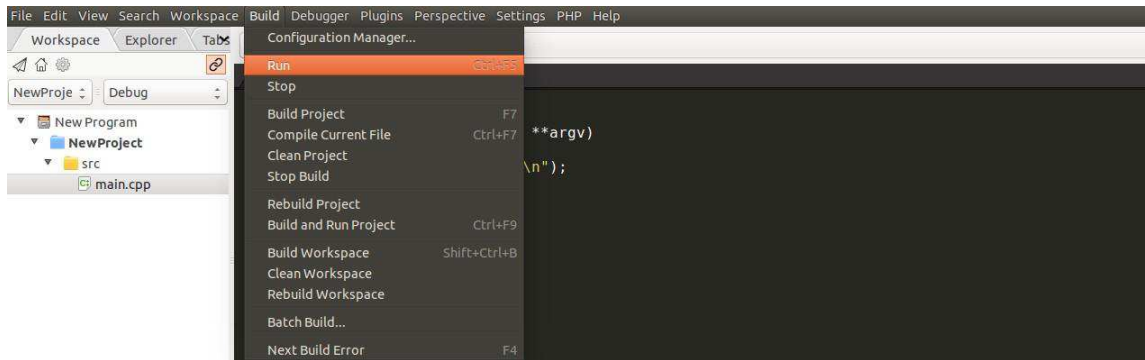 File Edit View Search Workspace Build Debugger Plugins Perspective Settings PHP Help
Workspace Explorer Tabs
NewProje Debug
New Program
NewProject
src
main.cpp
Configuration Manager...
Run Ctrl+F5
Stop
Build Project F7
Compile Current File Ctrl+F7
Clean Project
Stop Build
Rebuild Project
Build and Run Project Ctrl+F9
Build Workspace Shift+Ctrl+B
Clean Workspace
Rebuild Workspace
Batch Build...
Next Build Error F4
**argv)
\n");